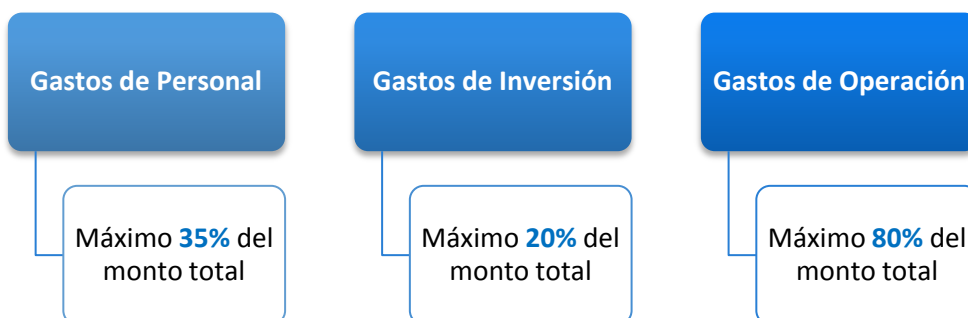 Gastos de Personal
Máximo 35% del
monto total
Gastos de Inversión
Máximo 20% del
monto total
Gastos de Operación
Máximo 80% del
monto total